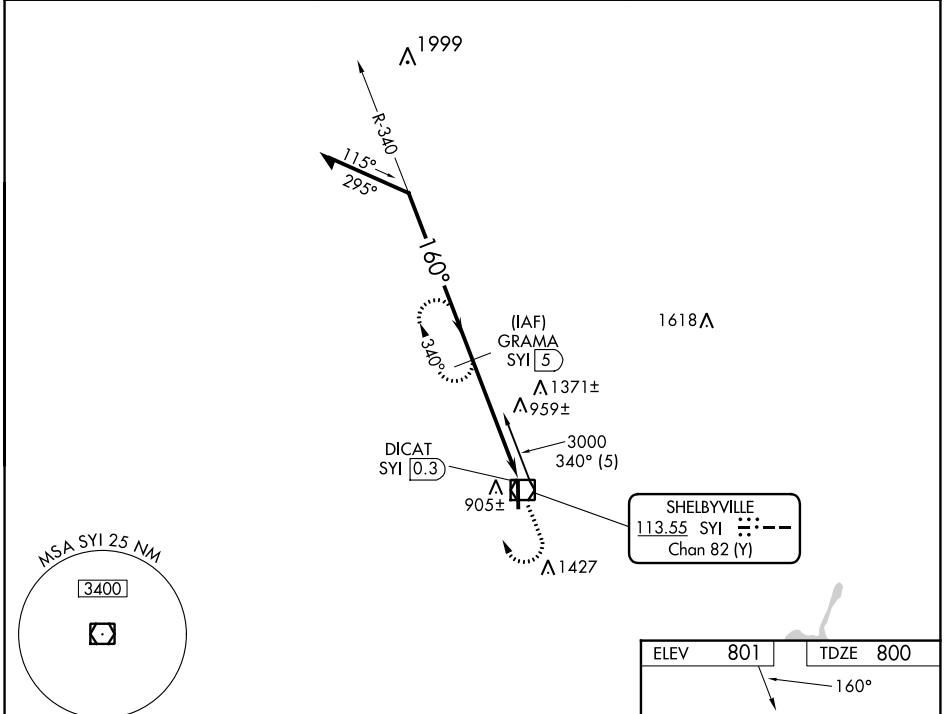 1999
R-340
115°
295°
160°
(IAF)
GRAMA
SYI 5
340°
1618
1371±
959±
3000
340° (5)
DICAT
SYI 0.3
905±
SHELBYVILLE
113.55 SYI
Chan 82 (Y)
1427
MSA SYI 25 NM
3400
ELEV 801
TDZE 800
160°